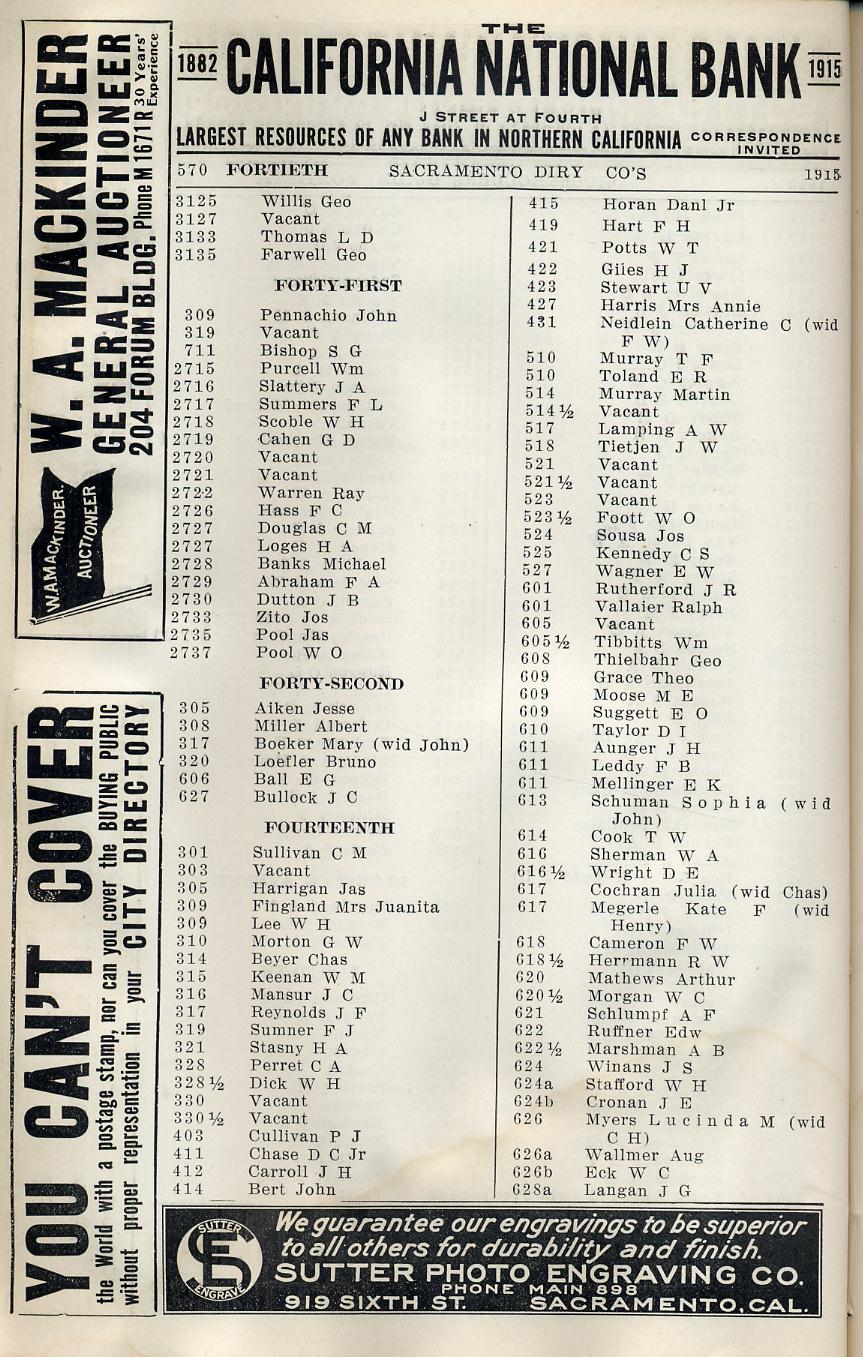 THE
1882 CALIFORNIA NATIONAL BANK 1915
J STREET AT FOURTH
LARGEST RESOURCES OF ANY BANK IN NORTHERN CALIFORNIA CORRESPONDENCE INVITED
570 FORTIETH SACRAMENTO DIRY CO'S 1915
3125 Willis Geo
3127 Vacant
3133 Thomas L D
3135 Farwell Geo
FORTY-FIRST
309 Pennachio John
319 Vacant
711 Bishop S G
2715 Purcell Wm
2716 Slattery J A
2717 Summers F L
2718 Scoble W H
2719 Cahen G D
2720 Vacant
2721 Vacant
2722 Warren Ray
2726 Hass F C
2727 Douglas C M
2727 Loges H A
2728 Banks Michael
2729 Abraham F A
2730 Dutton J B
2733 Zito Jos
2735 Pool Jas
2737 Pool W O
FORTY-SECOND
305 Aiken Jesse
308 Miller Albert
317 Boeker Mary (wid John)
320 Loefler Bruno
606 Ball E G
627 Bullock J C
FOURTEENTH
301 Sullivan C M
303 Vacant
305 Harrigan Jas
309 Fingland Mrs Juanita
309 Lee W H
310 Morton G W
314 Beyer Chas
315 Keenan W M
316 Mansur J C
317 Reynolds J F
319 Sumner F J
321 Stasny H A
328 Perret C A
328½ Dick W H
330 Vacant
330½ Vacant
403 Cullivan P J
411 Chase D C Jr
412 Carroll J H
414 Bert John
415 Horan Danl Jr
419 Hart F H
421 Potts W T
422 Giles H J
423 Stewart U V
427 Harris Mrs Annie
431 Neidlein Catherine C (wid
F W)
510 Murray T F
510 Toland E R
514 Murray Martin
514½ Vacant
517 Lamping A W
518 Tietjen J W
521 Vacant
521½ Vacant
523 Vacant
523½ Foott W O
524 Sousa Jos
525 Kennedy C S
527 Wagner E W
601 Rutherford J R
601 Vallaier Ralph
605 Vacant
605½ Tibbitts Wm
608 Thielbahr Geo
609 Grace Theo
609 Moose M E
609 Suggett E O
610 Taylor D I
611 Aunger J H
611 Leddy F B
611 Mellinger E K
613 Schuman Sophia (wid
John)
614 Cook T W
616 Sherman W A
616½ Wright D E
617 Cochran Julia (wid Chas)
617 Megerle Kate F (wid
Henry)
618 Cameron F W
618½ Herrmann R W
620 Mathews Arthur
620½ Morgan W C
621 Schlumpf A F
622 Ruffner Edw
622½ Marshman A B
624 Winans J S
624a Stafford W H
624b Cronan J E
626 Myers Lucinda M (wid
C H)
626a Wallmer Aug
626b Eck W C
628a Langan J G
W. A. MACKINDER
GENERAL AUCTIONEER
204 FORUM BLDG. Phone M 1671 R 30 Years' Experience
W.A.MACKINDER.
AUCTIONEER
YOU CAN'T COVER
the World with a postage stamp, nor can you cover the BUYING PUBLIC
without proper representation in your CITY DIRECTORY
SUTTER
SE
ENGRAVE
We guarantee our engravings to be superior
to all others for durability and finish.
SUTTER PHOTO ENGRAVING CO.
PHONE MAIN 898
919 SIXTH ST. SACRAMENTO, CAL.